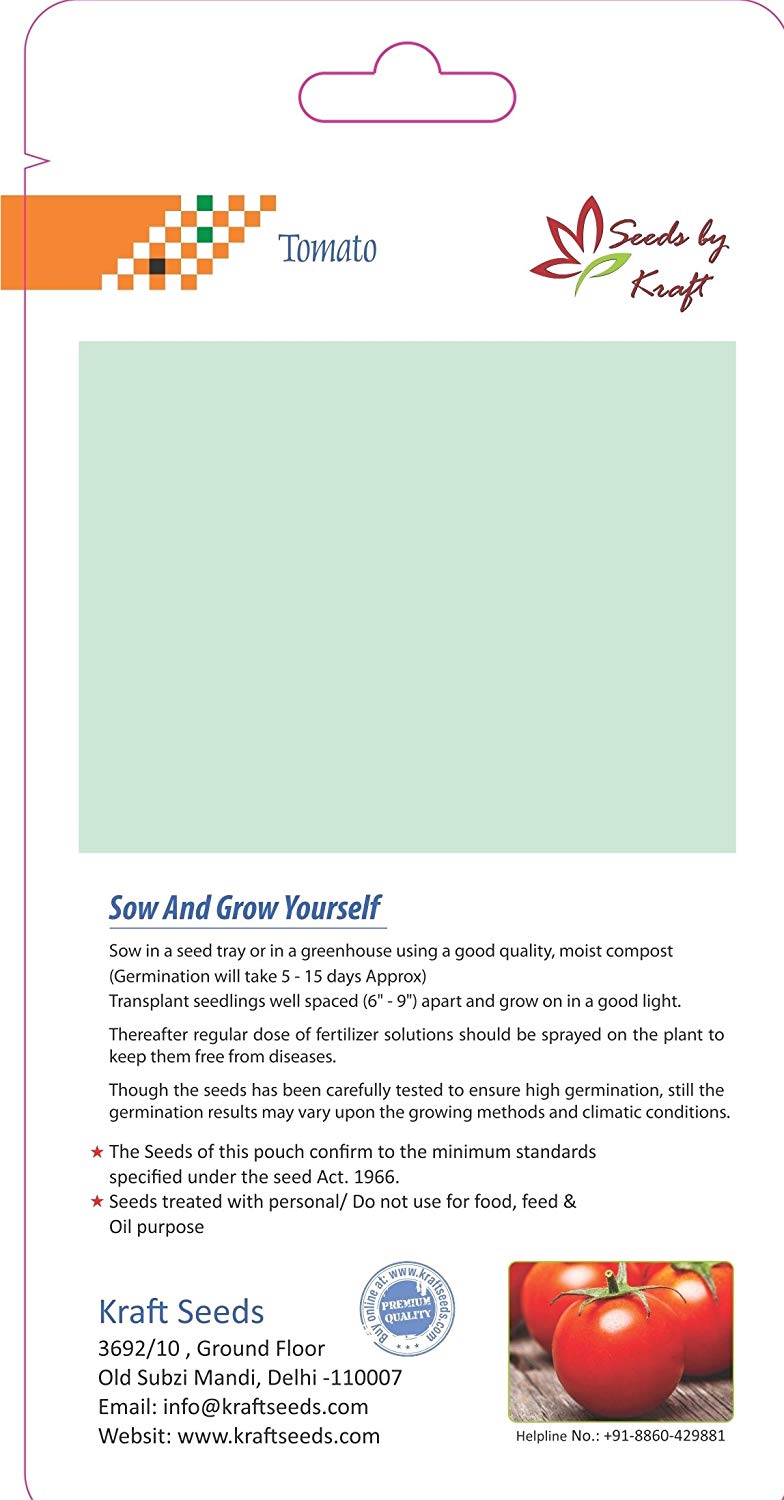 Tomato
Seeds by
Kraft
Sow And Grow Yourself
Sow in a seed tray or in a greenhouse using a good quality, moist compost
(Germination will take 5 - 15 days Approx)
Transplant seedlings well spaced (6" - 9") apart and grow on in a good light.
Thereafter regular dose of fertilizer solutions should be sprayed on the plant to
keep them free from diseases.
Though the seeds has been carefully tested to ensure high germination, still the
germination results may vary upon the growing methods and climatic conditions.
★ The Seeds of this pouch confirm to the minimum standards
specified under the seed Act. 1966.
★ Seeds treated with personal/ Do not use for food, feed &
Oil purpose
Kraft Seeds
3692/10 , Ground Floor
Old Subzi Mandi, Delhi -110007
Email: info@kraftseeds.com
Websit: www.kraftseeds.com
Buy online at: www.kraftseeds.com
PREMIUM
QUALITY
Helpline No.: +91-8860-429881